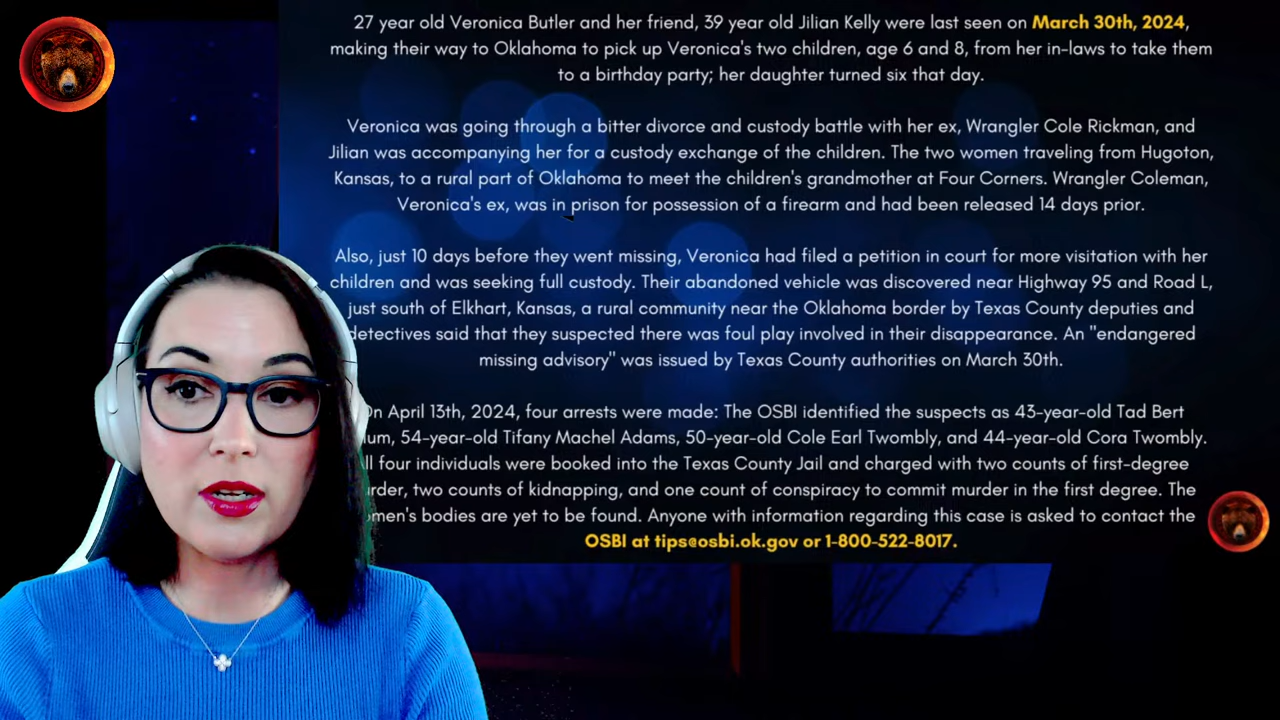 27 year old Veronica Butler and her friend, 39 year old Jilian Kelly were last seen on March 30th, 2024,
making their way to Oklahoma to pick up Veronica's two children, age 6 and 8, from her in-laws to take them
to a birthday party; her daughter turned six that day.
Veronica was going through a bitter divorce and custody battle with her ex, Wrangler Cole Rickman, and
Jilian was accompanying her for a custody exchange of the children. The two women traveling from Hugoton,
Kansas, to a rural part of Oklahoma to meet the children's grandmother at Four Corners. Wrangler Coleman,
Veronica's ex, was in prison for possession of a firearm and had been released 14 days prior.
Also, just 10 days before they went missing, Veronica had filed a petition in court for more visitation with her
children and was seeking full custody. Their abandoned vehicle was discovered near Highway 95 and Road L,
just south of Elkhart, Kansas, a rural community near the Oklahoma border by Texas County deputies and
detectives said that they suspected there was foul play involved in their disappearance. An "endangered
missing advisory" was issued by Texas County authorities on March 30th.
On April 13th, 2024, four arrests were made: The OSBI identified the suspects as 43-year-old Tad Bert
54-year-old Tifany Machel Adams, 50-year-old Cole Earl Twombly, and 44-year-old Cora Twombly.
four individuals were booked into the Texas County Jail and charged with two counts of first-degree
two counts of kidnapping, and one count of conspiracy to commit murder in the first degree. The
bodies are yet to be found. Anyone with information regarding this case is asked to contact the
OSBI at tips@osbi.ok.gov or 1-800-522-8017.